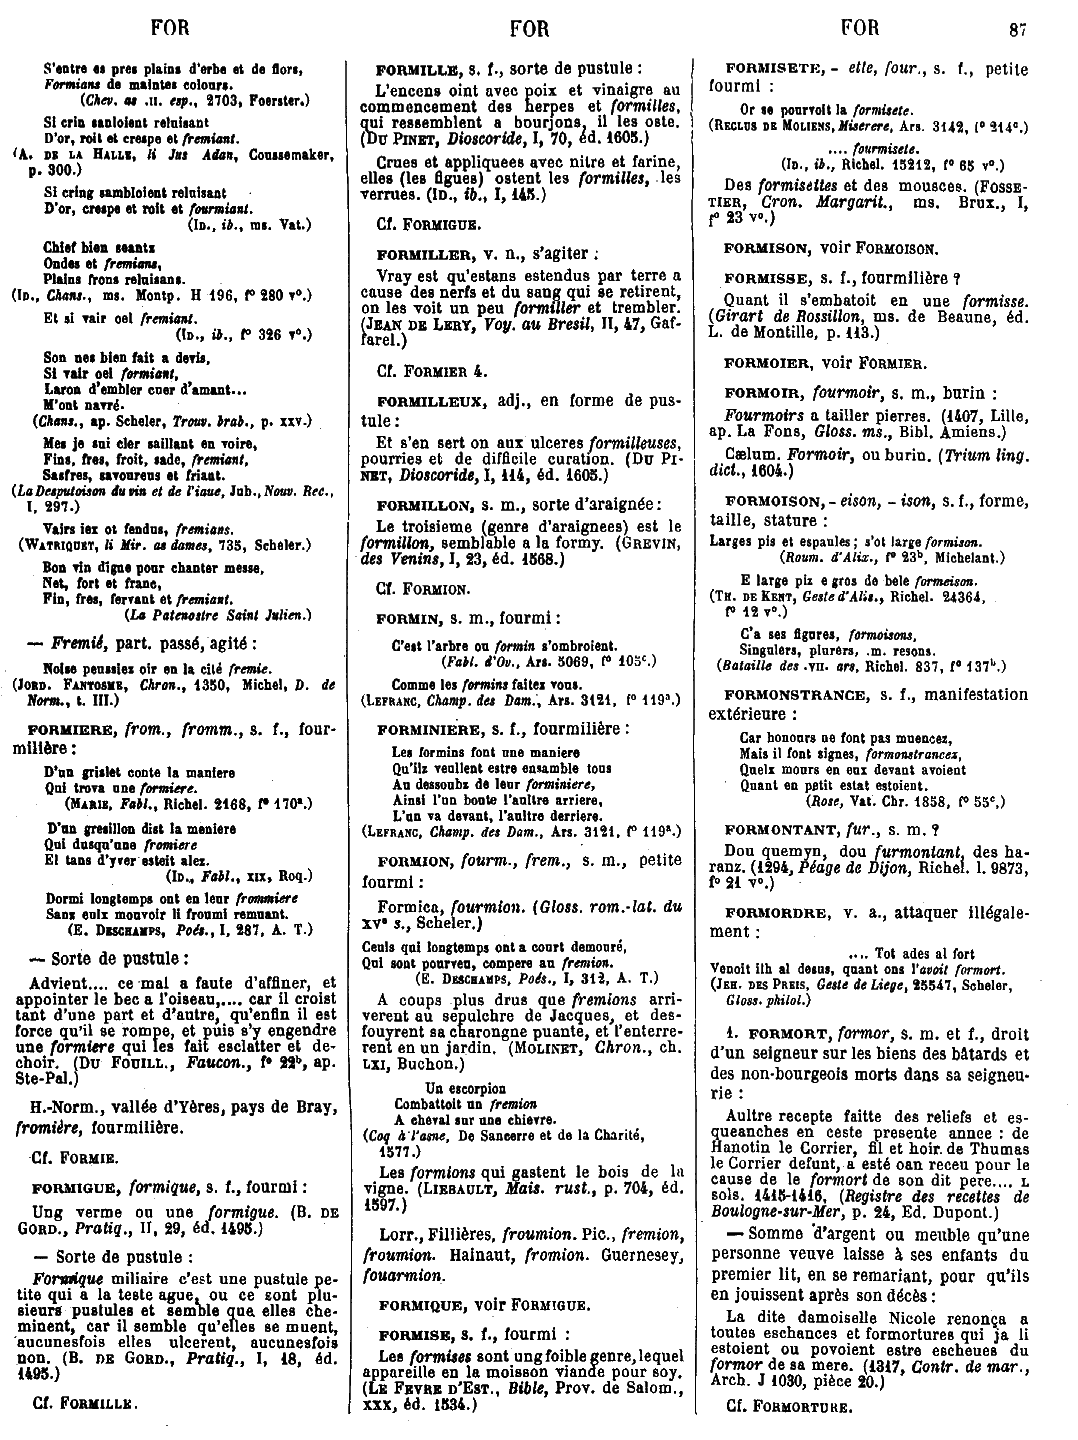 FOR
FOR
FOR
87
S'entre es pres plains d'erbe et de flors,
Formians de maintes colours.
(Chev. as .II. esp., 2703, Foerster.)
Si crin sanloient reluisant
D'or, roit et crespe et fremiant.
(A. DE LA HALLE, li Jus Adan, Coussemaker,
p. 300.)
Si cring sambloient reluisant
D'or, crespe et roit et fourmiant.
(ID., ib., ms. Vat.)
Chief bien seantz
Ondes et fremians,
Plains frons reluisans.
(ID., Chans., ms. Montp. H 196, f° 280 v°.)
Et si vair oel fremiant.
(ID., ib., f° 326 v°.)
Son nes bien fait a devis,
Si vair oel formiant,
Laron d'embler cuer d'amant...
M'ont navré.
(Chans., ap. Scheler, Trouv. brab., p. xxv.)
Mes je sui cler saillant en voire,
Fins, fres, froit, sade, fremiant,
Sasfres, savoureus et friant.
(La Desputoison du vin et de l'iaue, Jub., Nouv. Rec.,
I, 297.)
Vairs iex ot fendus, fremians.
(WATRIQUET, li Mir. as dames, 735, Scheler.)
Bon vin digne pour chanter messe,
Net, fort et franc,
Fin, fres, fervant et fremiant.
(La Patenostre Saint Julien.)
— Fremié, part. passé, agité :
Noise peussiez oir en la cité fremie.
(JORD. FANTOSME, Chron., 1350, Michel, D. de
Norm., t. III.)
FORMIERE, from., fromm., s. f., four-
milière :
D'un grislet conte la maniere
Qui trova une formiere.
(MARIE, Fabl., Richel. 2168, f° 170ª.)
D'un gresillon dist la meniere
Qui dusqu'une fromiere
El tans d'yver esteit alez.
(ID., Fabl., XIX, Roq.)
Dormi longtemps ont en leur frommiere
Sanz eulx mouvoir li froumi remuant.
(E. DESCHAMPS, Poés., I, 287, A. T.)
— Sorte de pustule :
Advient.... ce mal a faute d'affiner, et
appointer le bec a l'oiseau,.... car il croist
tant d'une part et d'autre, qu'enfin il est
force qu'il se rompe, et puis s'y engendre
une formiere qui les fait esclatter et de-
choir. (DU FOUILL., Faucon., f° 22ᵇ, ap.
Ste-Pal.)
H.-Norm., vallée d'Yères, pays de Bray,
fromière, fourmilière.
Cf. FORMIE.
FORMIGUE, formique, s. f., fourmi :
Ung verme ou une formigue. (B. DE
GORD., Pratiq., II, 29, éd. 1495.)
— Sorte de pustule :
Formique miliaire c'est une pustule pe-
tite qui a la teste ague, ou ce sont plu-
sieurs pustules et semble que elles che-
minent, car il semble qu'elles se muent,
aucunesfois elles ulcerent, aucunesfois
non. (B. DE GORD., Pratiq., I, 18, éd.
1495.)
Cf. FORMILLE.
FORMILLE, s. f., sorte de pustule :
L'encens oint avec poix et vinaigre au
commencement des herpes et formilles,
qui ressemblent a bourjons, il les oste.
(DU PINET, Dioscoride, I, 70, éd. 1605.)
Crues et appliquees avec nitre et farine,
elles (les figues) ostent les formilles, les
verrues. (ID., ib., I, 145.)
Cf. FORMIGUE.
FORMILLER, v. n., s'agiter :
Vray est qu'estans estendus par terre a
cause des nerfs et du sang qui se retirent,
on les voit un peu formiller et trembler.
(JEAN DE LERY, Voy. au Bresil, II, 47, Gaf-
farel.)
Cf. FORMIER 4.
FORMILLEUX, adj., en forme de pus-
tule :
Et s'en sert on aux ulceres formilleuses,
pourries et de difficile curation. (DU PI-
NET, Dioscoride, I, 114, éd. 1605.)
FORMILLON, s. m., sorte d'araignée :
Le troisieme (genre d'araignees) est le
formillon, semblable a la formy. (GREVIN,
des Venins, I, 23, éd. 1568.)
Cf. FORMION.
FORMIN, s. m., fourmi :
C'est l'arbre ou formin s'ombroient.
(Fabl. d'Ov., Ars. 5069, f° 105ᶜ.)
Comme les formins faitez vous.
(LEFRANC, Champ. des Dam., Ars. 3121, f° 119ª.)
FORMINIERE, s. f., fourmilière :
Les formins font une maniere
Qu'ilz veullent estre ensamble tous
Au dessoubz de leur forminiere,
Ainsi l'un boute l'aultre arriere,
L'un va devant, l'aultre derriere.
(LEFRANC, Champ. des Dam., Ars. 3121, f° 119ª.)
FORMION, fourm., frem., s. m., petite
fourmi :
Formica, fourmion. (Gloss. rom.-lat. du
XVᵉ s., Scheler.)
Ceuls qui longtemps ont a court demouré,
Qui sont pourveu, compere au fremion.
(E. DESCHAMPS, Poés., I, 312, A. T.)
A coups plus drus que fremions arri-
verent au sepulchre de Jacques, et des-
fouyrent sa charongne puante, et l'enterre-
rent en un jardin. (MOLINET, Chron., ch.
LXI, Buchon.)
Un escorpion
Combattoit un fremion
A cheval sur une chievre.
(Coq à l'asne, De Sancerre et de la Charité,
1577.)
Les formions qui gastent le bois de la
vigne. (LIEBAULT, Mais. rust., p. 704, éd.
1597.)
Lorr., Fillières, froumion. Pic., fremion,
froumion. Hainaut, fromion. Guernesey,
fouarmion.
FORMIQUE, voir FORMIGUE.
FORMISE, s. f., fourmi :
Les formises sont ung foible genre, lequel
appareille en la moisson viande pour soy.
(LE FEVRE D'EST., Bible, Prov. de Salom.,
XXX, éd. 1534.)
FORMISETE, - elle, four., s. f., petite
fourmi :
Or se pourvoit la formisete.
(RECLUS DE MOLIENS, Miserere, Ars. 3142, f° 214ᶜ.)
.... fourmisete.
(ID., ib., Richel. 15212, f° 65 v°.)
Des formisettes et des mousces. (FOSSE-
TIER, Cron. Margarit., ms. Brux., I,
f° 23 v°.)
FORMISON, voir FORMOISON.
FORMISSE, s. f., fourmilière ?
Quant il s'embatoit en une formisse.
(Girart de Rossillon, ms. de Beaune, éd.
L. de Montille, p. 113.)
FORMOIER, voir FORMIER.
FORMOIR, fourmoir, s. m., burin :
Fourmoirs a tailler pierres. (1407, Lille,
ap. La Fons, Gloss. ms., Bibl. Amiens.)
Cælum. Formoir, ou burin. (Trium ling.
dict., 1604.)
FORMOISON, - eison, - ison, s. f., forme,
taille, stature :
Larges pis et espaules ; s'ot large formison.
(Roum. d'Alix., f° 23ᵇ, Michelant.)
E large piz e gros de bele formeison.
(TH. DE KENT, Geste d'Alis., Richel. 24364,
f° 12 v°.)
C'a ses figures, formoisons,
Singulers, plurers, .m. resons.
(Bataille des .VII. ars, Richel. 837, f° 137ᵇ.)
FORMONSTRANCE, s. f., manifestation
extérieure :
Car honours ne font pas muencez,
Mais il font signes, formonstrancez,
Quelx mours en eux devant avoient
Quant en petit estat estoient.
(Rose, Vat. Chr. 1858, f° 55ᶜ.)
FORMONTANT, fur., s. m. ?
Dou quemyn, dou furmontant, des ha-
ranz. (1294, Péage de Dijon, Richel. l. 9873,
f° 21 v°.)
FORMORDRE, v. a., attaquer illégale-
ment :
.... Tot ades al fort
Venoit ilh al desus, quant ons l'avoit formort.
(JEH. DES PREIS, Geste de Liege, 25547, Scheler,
Gloss. philol.)
1. FORMORT, formor, s. m. et f., droit
d'un seigneur sur les biens des bâtards et
des non-bourgeois morts dans sa seigneu-
rie :
Aultre recepte faitte des reliefs et es-
queanches en ceste presente annee : de
Hanotin le Corrier, fil et hoir de Thumas
le Corrier defunt, a esté oan receu pour le
cause de le formort de son dit pere.... L
sols. 1415-1416, (Registre des recettes de
Boulogne-sur-Mer, p. 24, Ed. Dupont.)
— Somme d'argent ou meuble qu'une
personne veuve laisse à ses enfants du
premier lit, en se remariant, pour qu'ils
en jouissent après son décès :
La dite damoiselle Nicole renonça a
toutes eschances et formortures qui ja li
estoient ou povoient estre escheues du
formor de sa mere. (1317, Contr. de mar.,
Arch. J 1030, pièce 20.)
Cf. FORMORTURE.